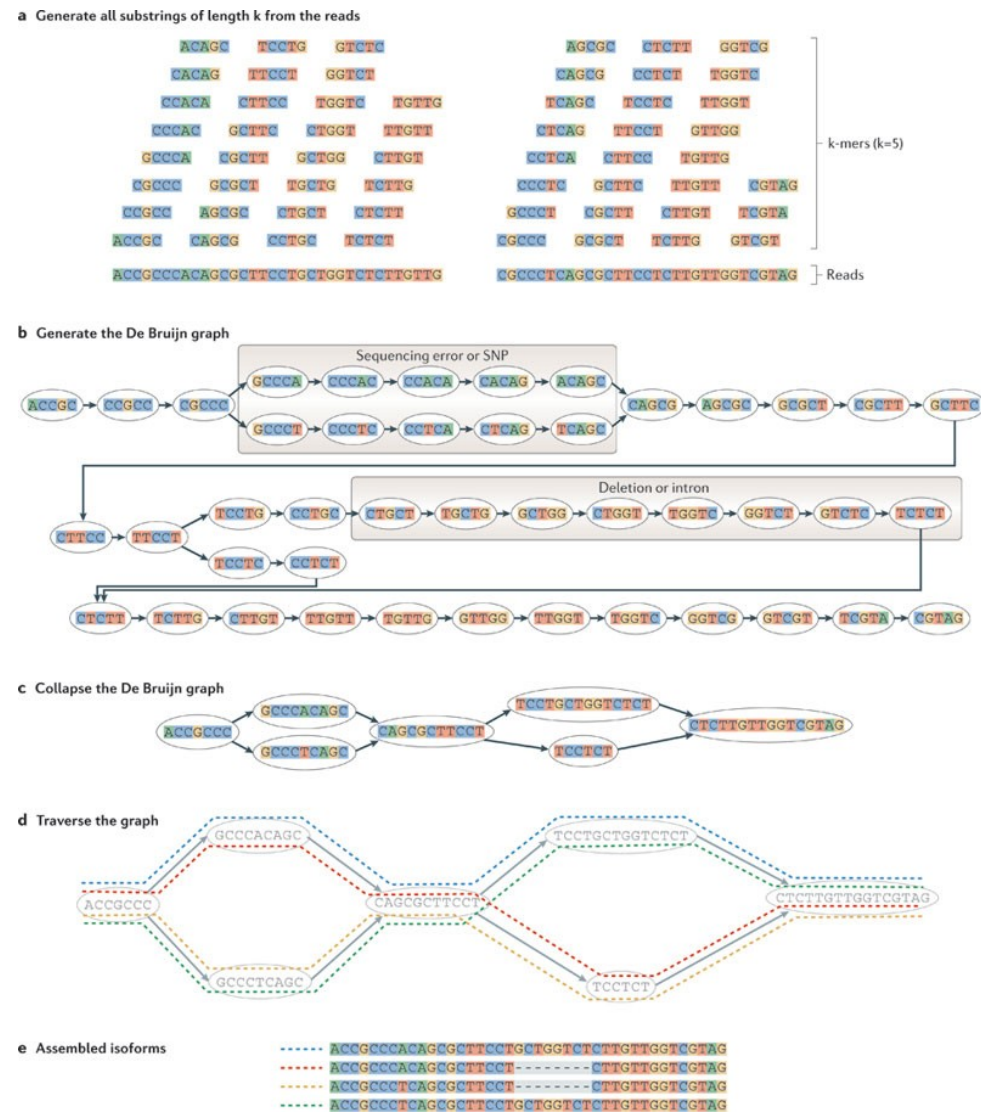 a Generate all substrings of length k from the reads
ACAGC TCCTG GTCTC AGCGC CTCTT GGTCG
CACAG TTCCT GGTCT CAGCG CCTCT TGGTC
CCACA CTTCC TGGTC TGTTG TCAGC TCCTC TTGGT
CCCAC GCTTC CTGGT TTGTT CTCAG TTCCT GTTGG
k-mers (k=5)
GCCCA CGCTT GCTGG CTTGT CCTCA CTTCC TGTTG
CGCCC GCGCT TGCTG TCTTG CCCTC GCTTC TTGTT CGTAG
CCGCC AGCGC CTGCT CTCTT GCCCT CGCTT CTTGT TCGTA
ACCGC CAGCG CCTGC TCTCT CGCCC GCGCT TCTTG GTCGT
ACCGCCCACAGCGCTTCCTGCTGGTCTCTTGTTG CGCCCTCAGCGCTTCCTCTTGTTGGTCGTAG Reads
b Generate the De Bruijn graph
Sequencing error or SNP
GCCCA CCCAC CCACA CACAG ACAGC
ACCGC CCGCC CGCCC CAGCG AGCGC GCGCT CGCTT GCTTC
GCCCT CCCTC CCTCA CTCAG TCAGC
Deletion or intron
TCCTG CCTGC CTGCT TGCTG GCTGG CTGGT TGGTC GGTCT GTCTC TCTCT
CTTCC TTCCT
TCCTC CCTCT
CTCTT TCTTG CTTGT TTGTT TGTTG GTTGG TTGGT TGGTC GGTCG GTCGT TCGTA CGTAG
c Collapse the De Bruijn graph
GCCCACAGC TCCTGCTGGTCTCT
ACCGCCC CAGCGCTTCCT CTCTTGTTGGTCGTAG
GCCCTCAGC TCCTCT
d Traverse the graph
GCCCACAGC TCCTGCTGGTCTCT
ACCGCCC CAGCGCTTCCT CTCTTGTTGGTCGTAG
GCCCTCAGC TCCTCT
e Assembled isoforms
ACCGCCCACAGCGCTTCCTGCTGGTCTCTTGTTGGTCGTAG
ACCGCCCACAGCGCTTCCT--------CTTGTTGGTCGTAG
ACCGCCCTCAGCGCTTCCT--------CTTGTTGGTCGTAG
ACCGCCCTCAGCGCTTCCTGCTGGTCTCTTGTTGGTCGTAG